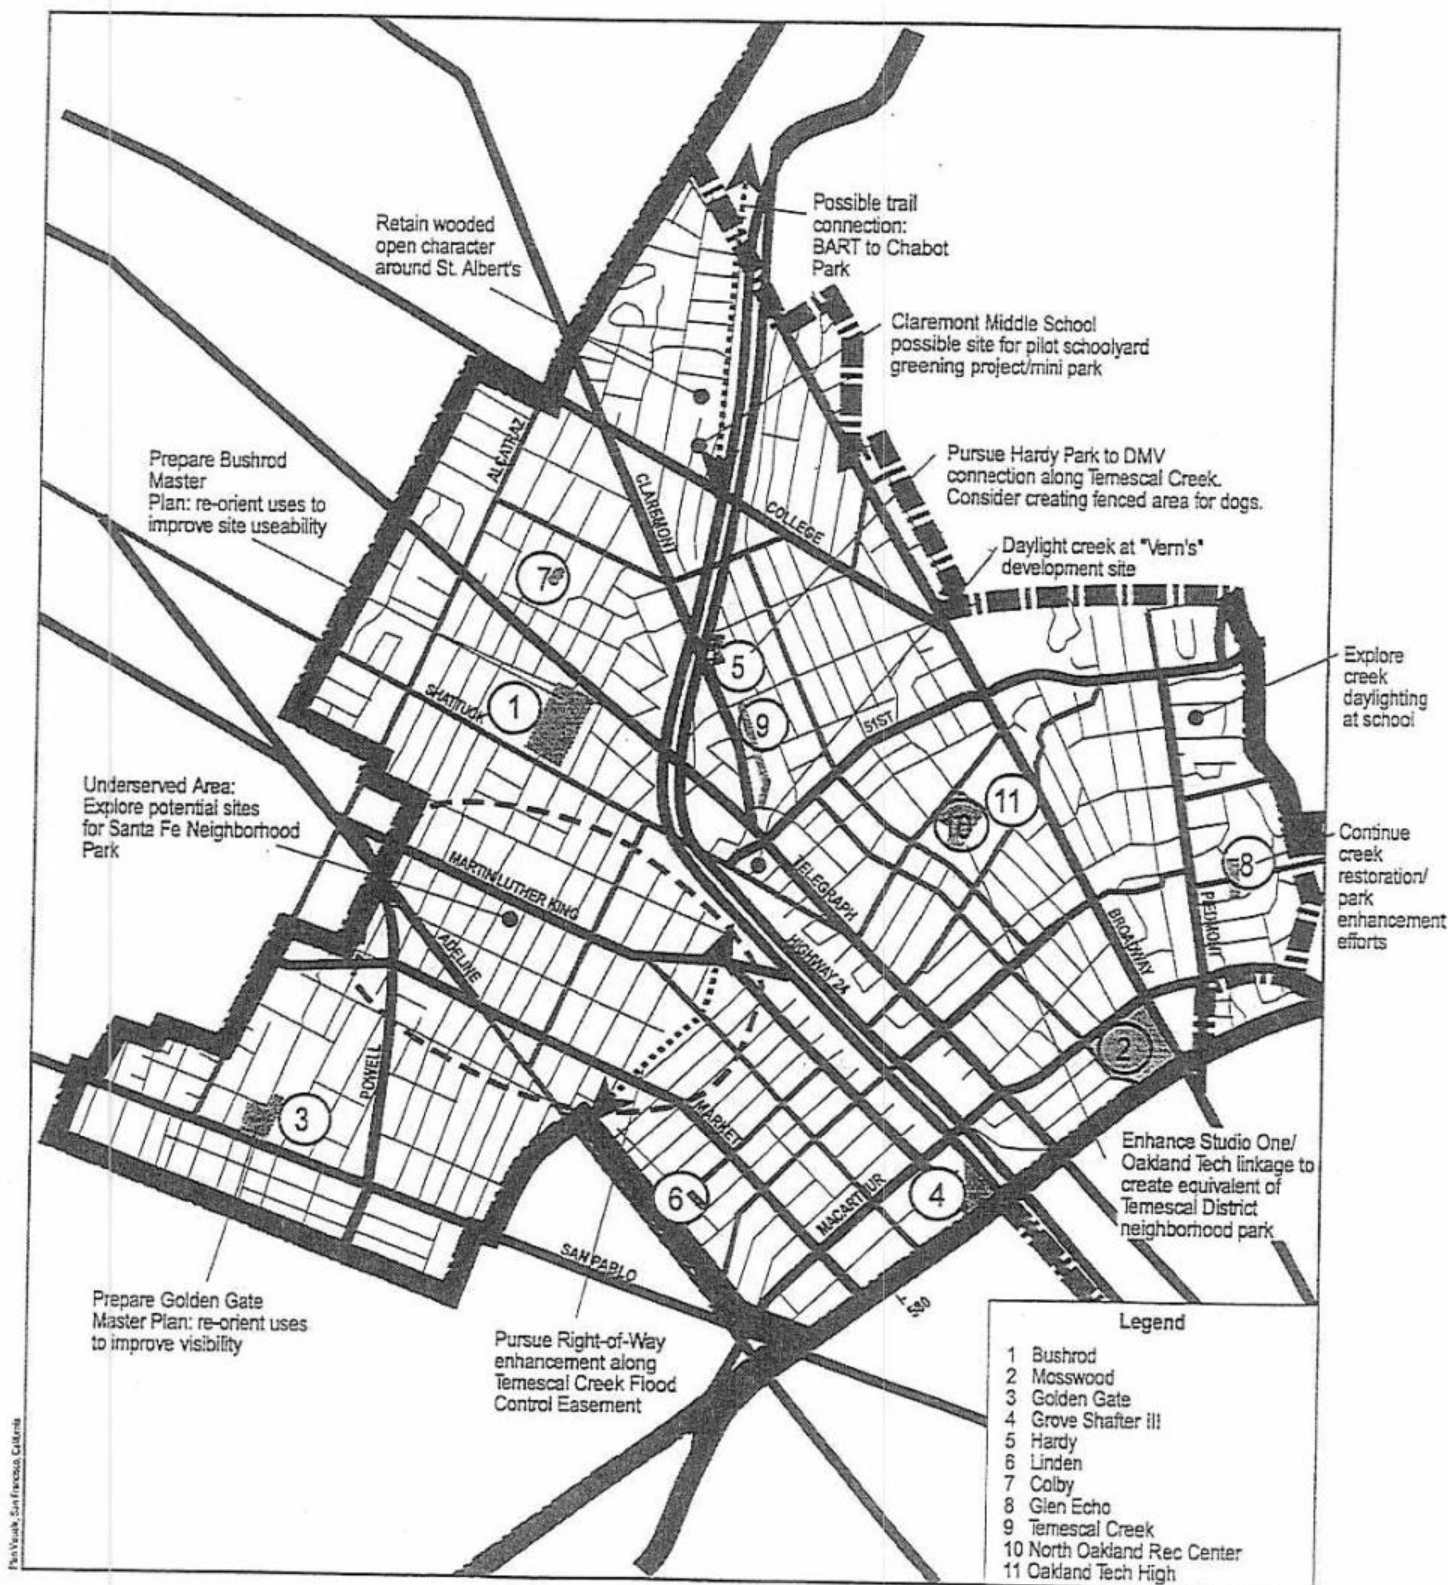 Possible trail
connection:
BART to Chabot
Park
Retain wooded
open character
around St. Albert's
Claremont Middle School
possible site for pilot schoolyard
greening project/mini park
Prepare Bushrod
Master
Plan: re-orient uses to
improve site useability
Pursue Hardy Park to DMV
connection along Temescal Creek.
Consider creating fenced area for dogs.
Daylight creek at "Vern's"
development site
Explore
creek
daylighting
at school
Underserved Area:
Explore potential sites
for Santa Fe Neighborhood
Park
Continue
creek
restoration/
park
enhancement
efforts
ALCATRAZ
CLAREMONT
COLLEGE
7
5
1
SHATTUCK
9
51ST
11
10
8
MARTIN LUTHER KING
TELEGRAPH
BROADWAY
PIEDMONT
ADELINE
HIGHWAY 24
2
POWELL
3
MARKET
6
MACARTHUR
4
SAN PABLO
580
Enhance Studio One/
Oakland Tech linkage to
create equivalent of
Temescal District
neighborhood park
Prepare Golden Gate
Master Plan: re-orient uses
to improve visibility
Pursue Right-of-Way
enhancement along
Temescal Creek Flood
Control Easement
Legend
1 Bushrod
2 Mosswood
3 Golden Gate
4 Grove Shafter III
5 Hardy
6 Linden
7 Colby
8 Glen Echo
9 Temescal Creek
10 North Oakland Rec Center
11 Oakland Tech High
San Francisco, California